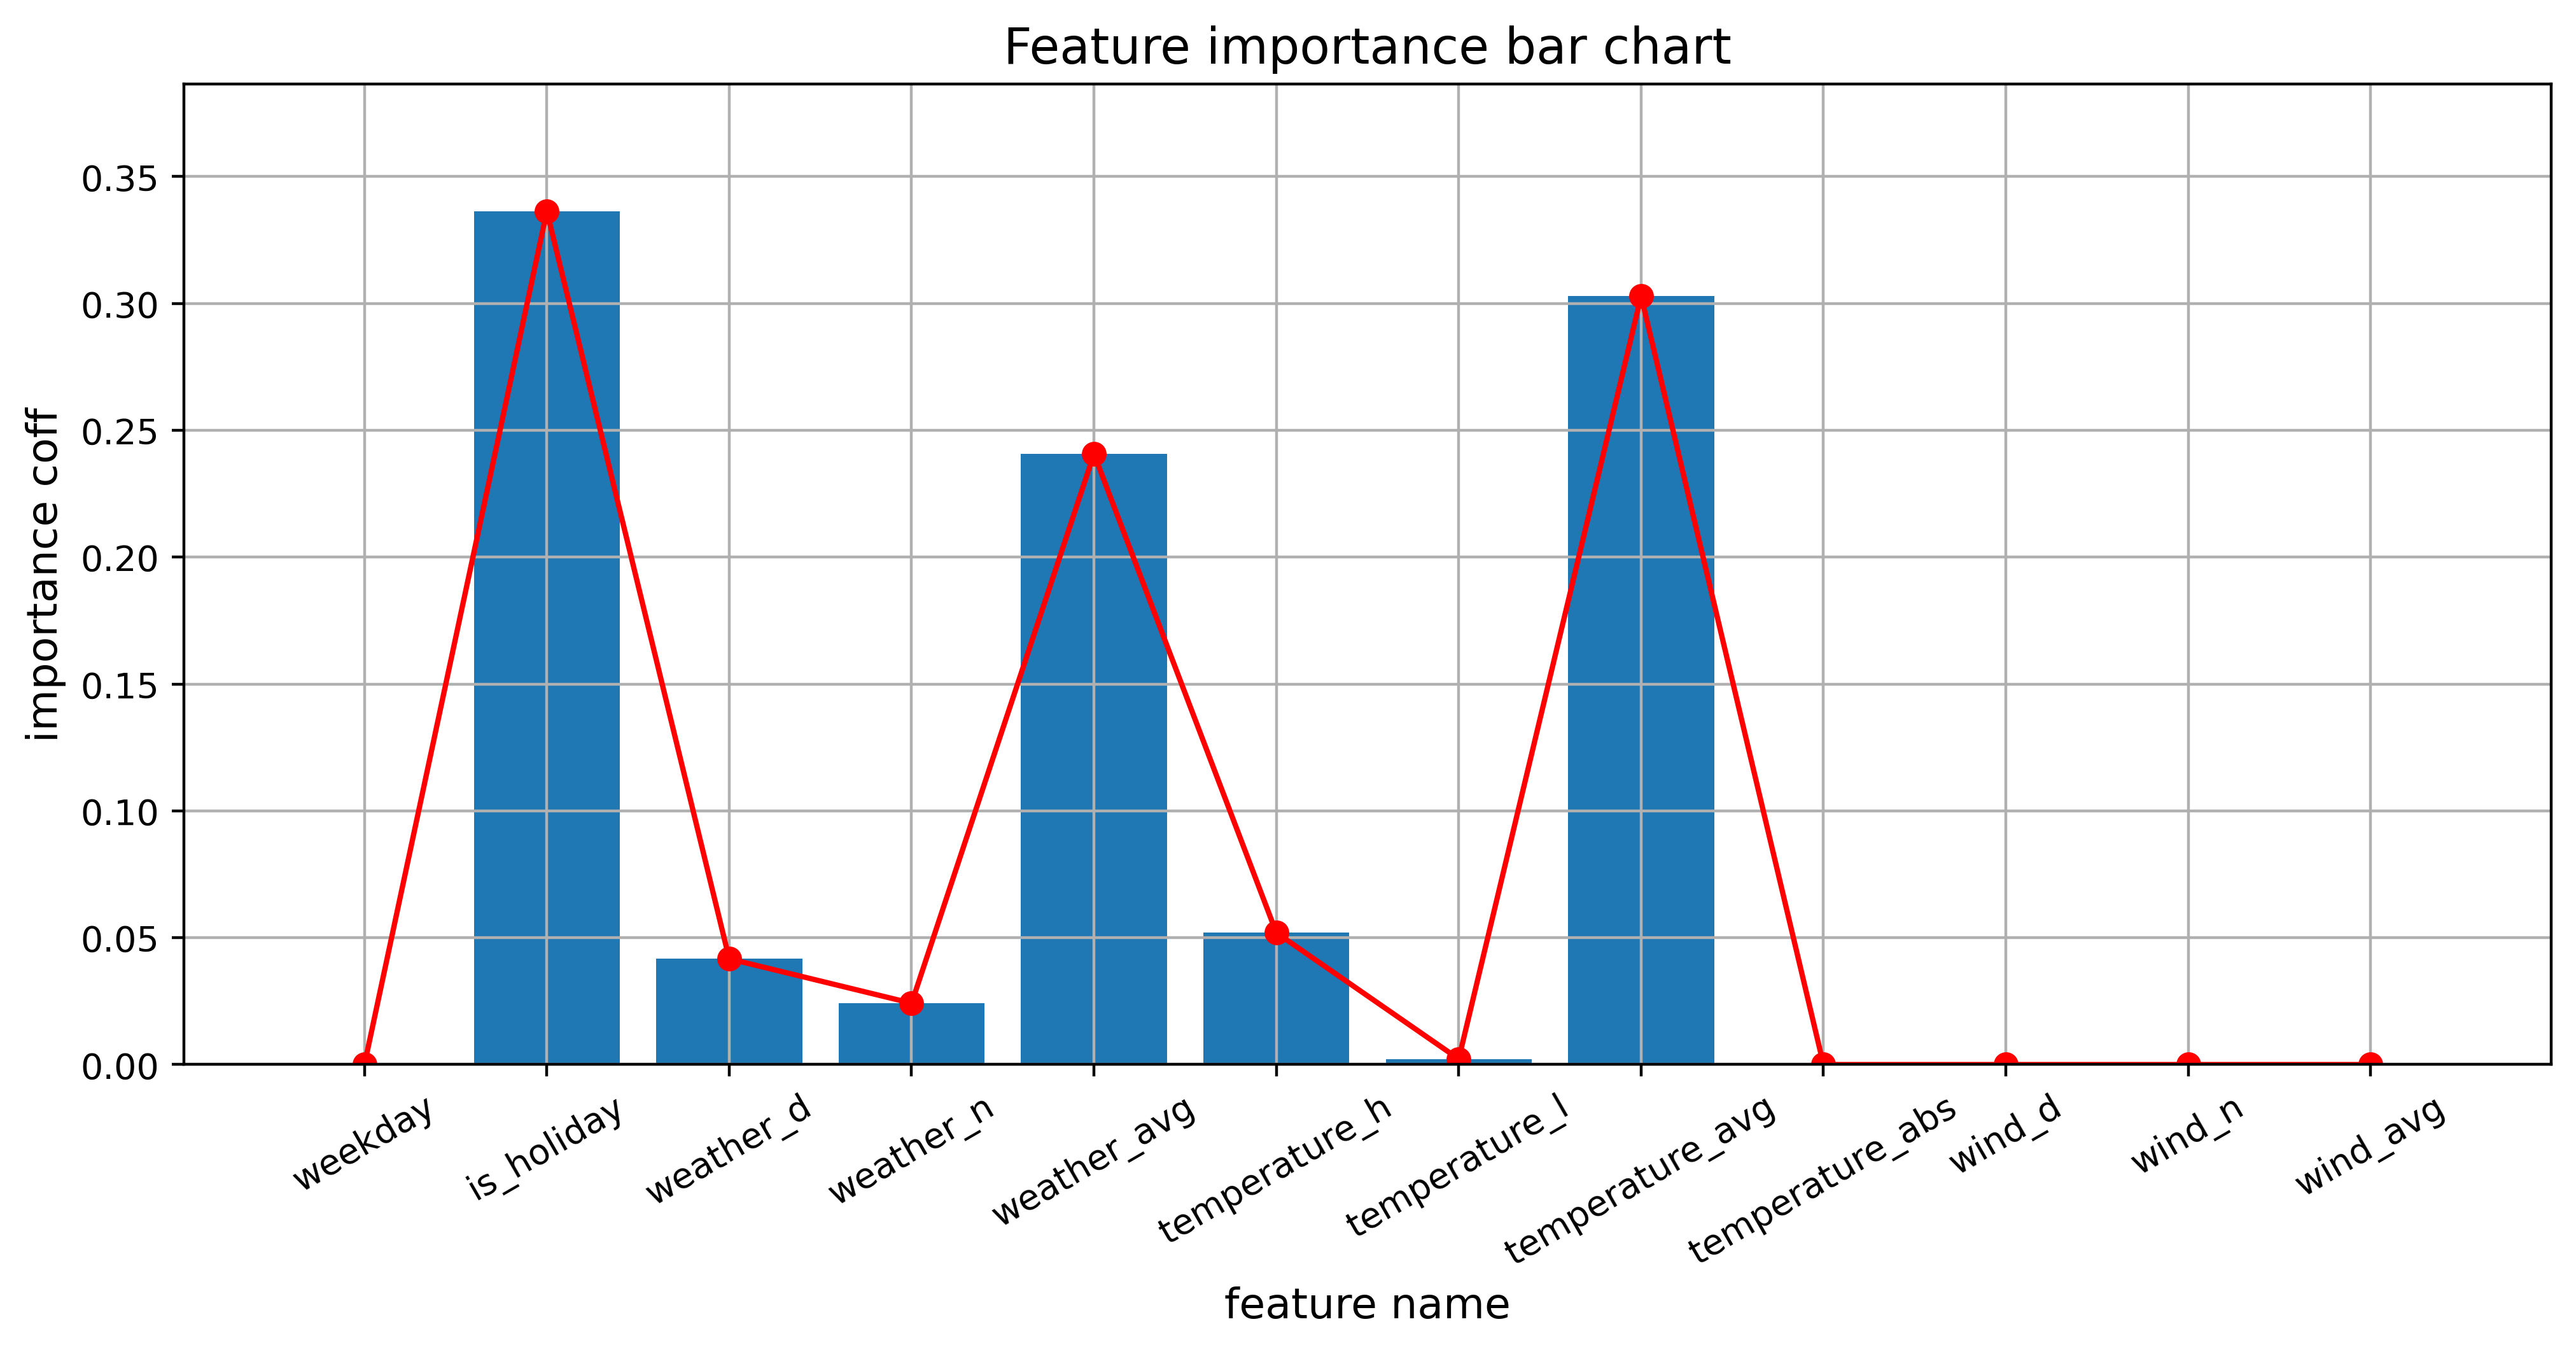 Feature importance bar chart
importance coff
0.35
0.30
0.25
0.20
0.15
0.10
0.05
0.00
weekday
is_holiday
weather_d
weather_n
weather_avg
temperature_h
temperature_l
temperature_avg
temperature_abs
wind_d
wind_n
wind_avg
feature name